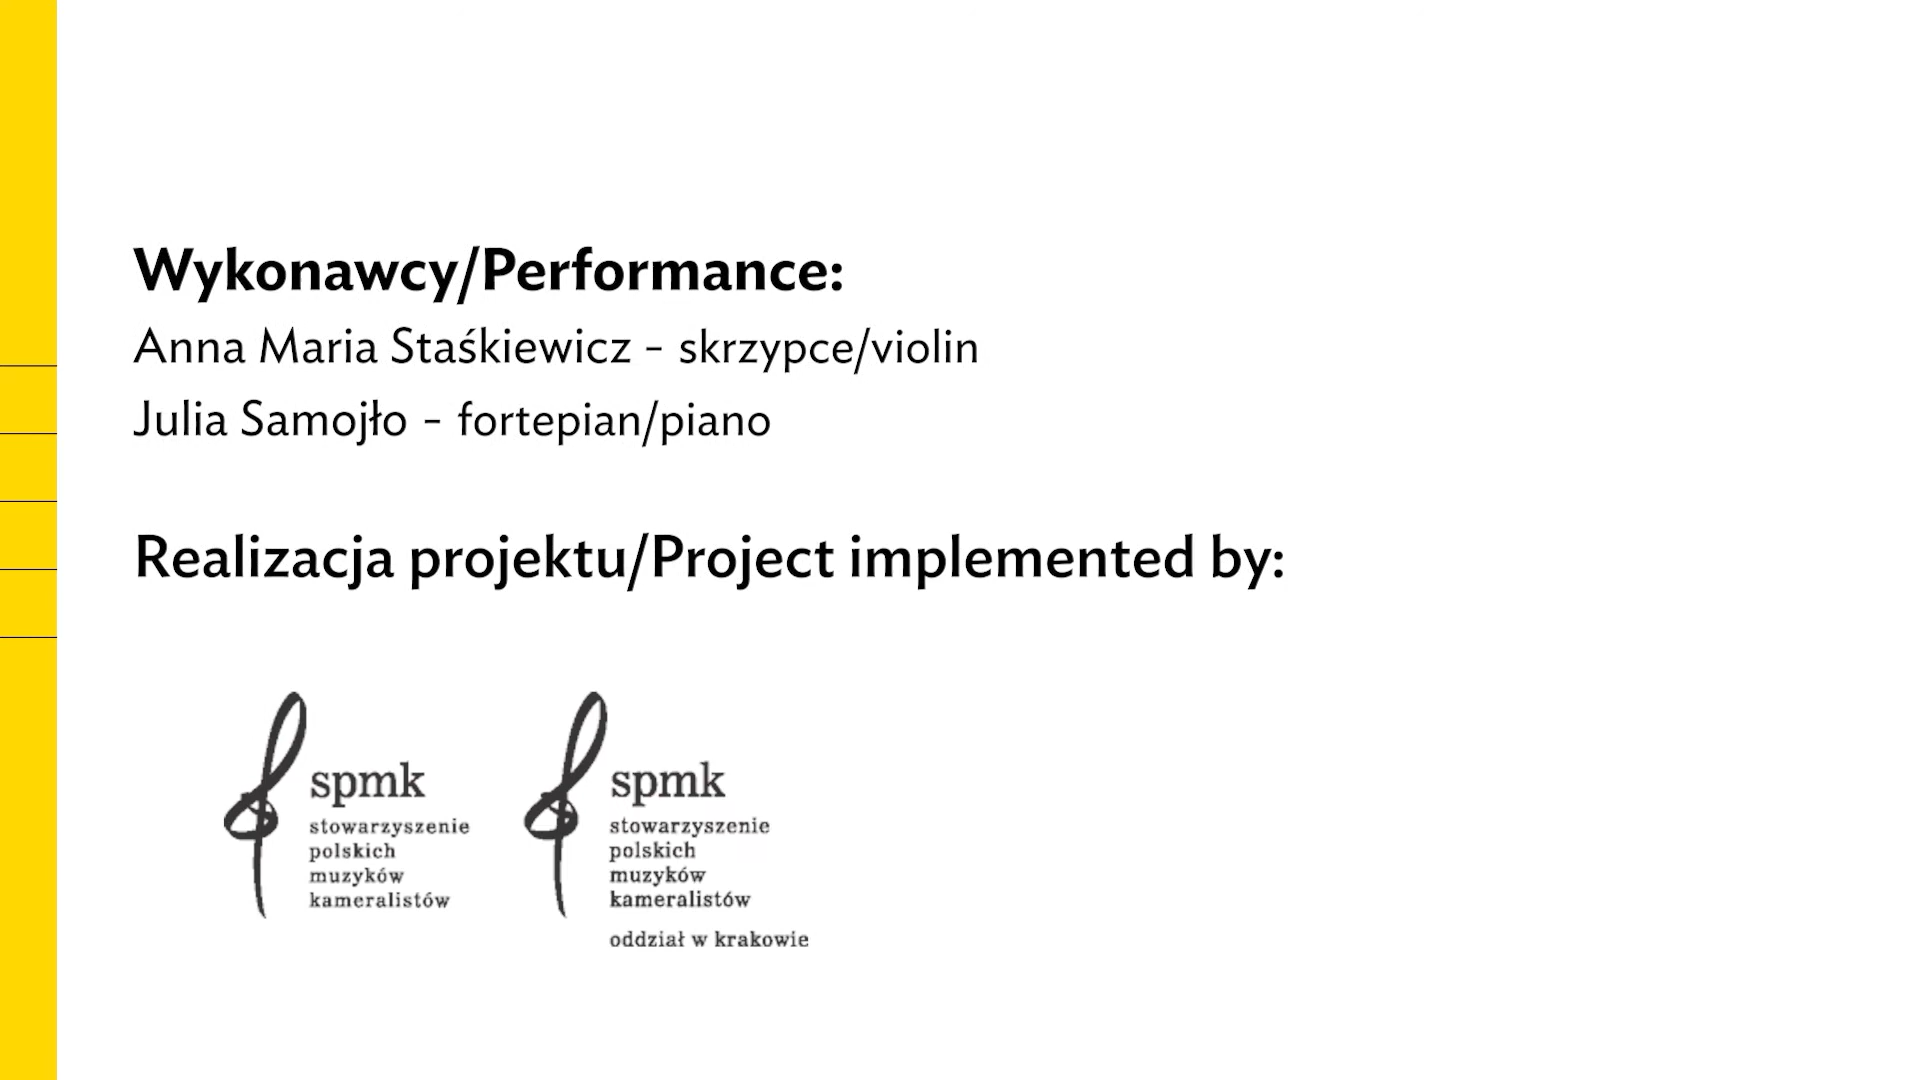 Wykonawcy/Performance:
Anna Maria Staśkiewicz - skrzypce/violin
Julia Samojło - fortepian/piano
Realizacja projektu/Project implemented by:
spmk
stowarzyszenie
polskich
muzyków
kameralistów
spmk
stowarzyszenie
polskich
muzyków
kameralistów
oddział w krakowie